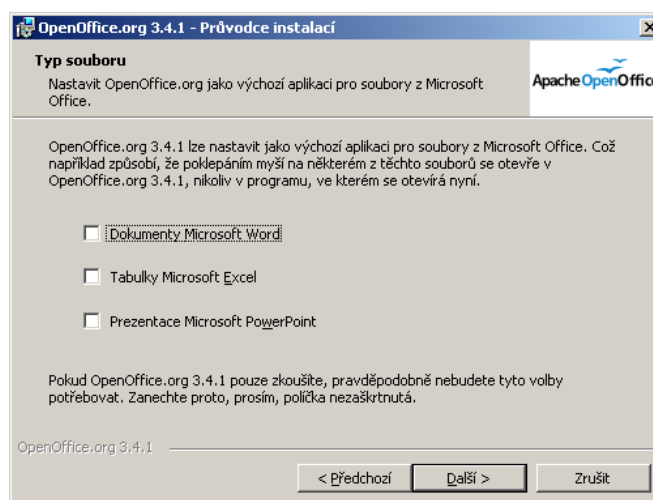 OpenOffice.org 3.4.1 - Průvodce instalací
Typ souboru
Nastavit OpenOffice.org jako výchozí aplikaci pro soubory z Microsoft
Office.
Apache OpenOffic
OpenOffice.org 3.4.1 lze nastavit jako výchozí aplikaci pro soubory z Microsoft Office. Což
například způsobí, že poklepáním myší na některém z těchto souborů se otevře v
OpenOffice.org 3.4.1, nikoliv v programu, ve kterém se otevírá nyní.
Dokumenty Microsoft Word
Tabulky Microsoft Excel
Prezentace Microsoft PowerPoint
Pokud OpenOffice.org 3.4.1 pouze zkoušíte, pravděpodobně nebudete tyto volby
potřebovat. Zanechte proto, prosím, políčka nezaškrtnutá.
OpenOffice.org 3.4.1
< Předchozí
Další >
Zrušit